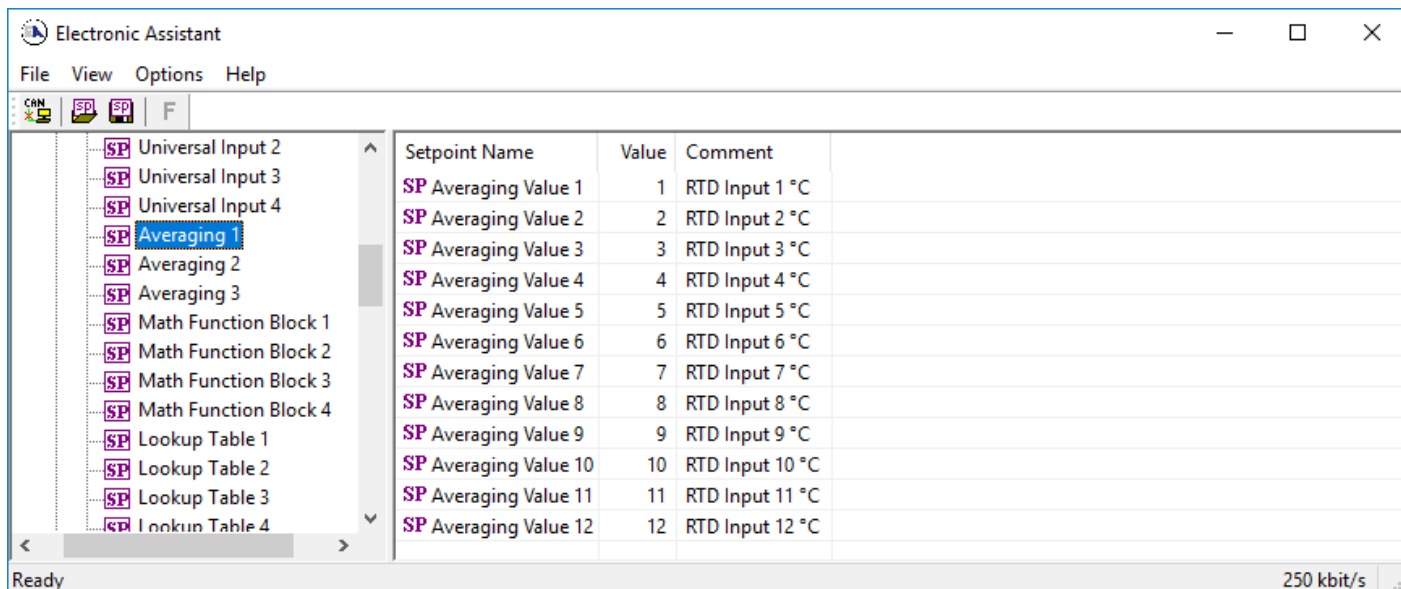 Electronic Assistant
File View Options Help
CAN SP SP F
SP Universal Input 2
SP Universal Input 3
SP Universal Input 4
SP Averaging 1
SP Averaging 2
SP Averaging 3
SP Math Function Block 1
SP Math Function Block 2
SP Math Function Block 3
SP Math Function Block 4
SP Lookup Table 1
SP Lookup Table 2
SP Lookup Table 3
SP Lookup Table 4
Setpoint Name Value Comment
SP Averaging Value 1 1 RTD Input 1 °C
SP Averaging Value 2 2 RTD Input 2 °C
SP Averaging Value 3 3 RTD Input 3 °C
SP Averaging Value 4 4 RTD Input 4 °C
SP Averaging Value 5 5 RTD Input 5 °C
SP Averaging Value 6 6 RTD Input 6 °C
SP Averaging Value 7 7 RTD Input 7 °C
SP Averaging Value 8 8 RTD Input 8 °C
SP Averaging Value 9 9 RTD Input 9 °C
SP Averaging Value 10 10 RTD Input 10 °C
SP Averaging Value 11 11 RTD Input 11 °C
SP Averaging Value 12 12 RTD Input 12 °C
Ready 250 kbit/s